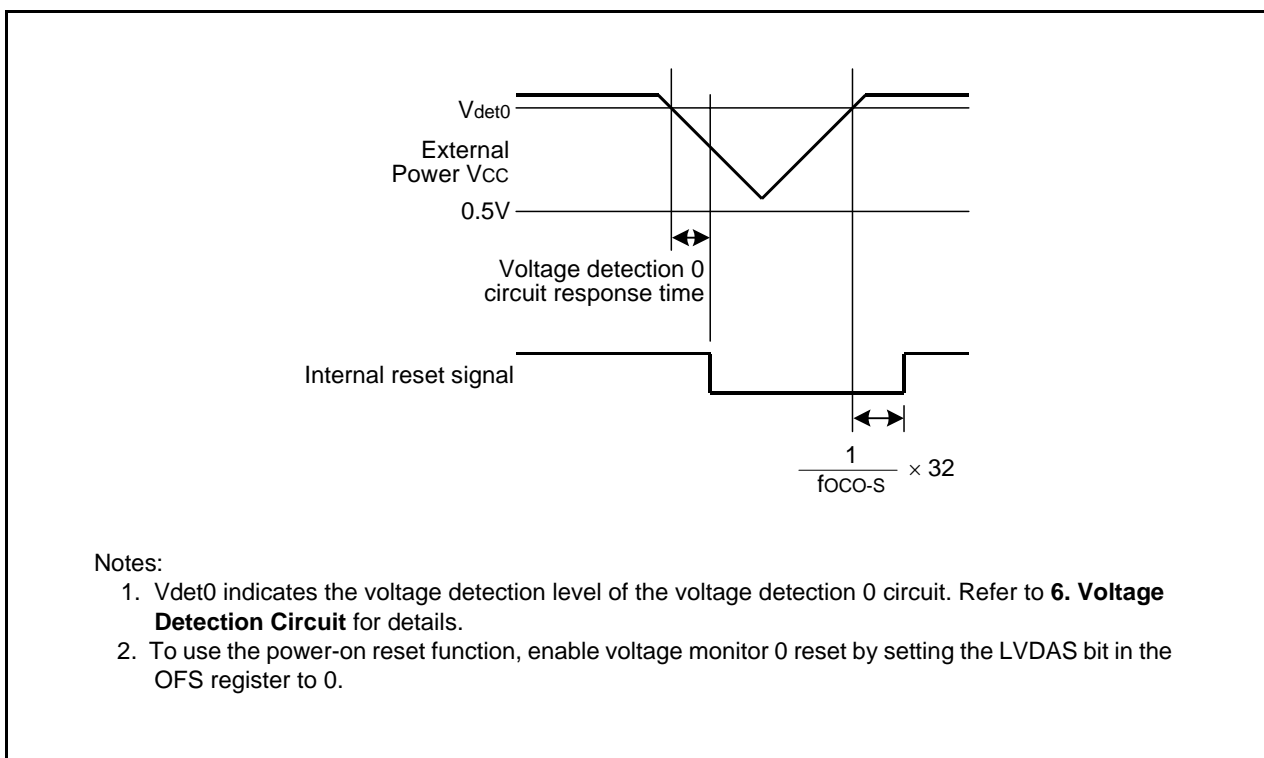 Vdet0
External
Power VCC
0.5V
Voltage detection 0
circuit response time
Internal reset signal
1
fOCO-S
× 32
Notes:
1. Vdet0 indicates the voltage detection level of the voltage detection 0 circuit. Refer to 6. Voltage
Detection Circuit for details.
2. To use the power-on reset function, enable voltage monitor 0 reset by setting the LVDAS bit in the
OFS register to 0.